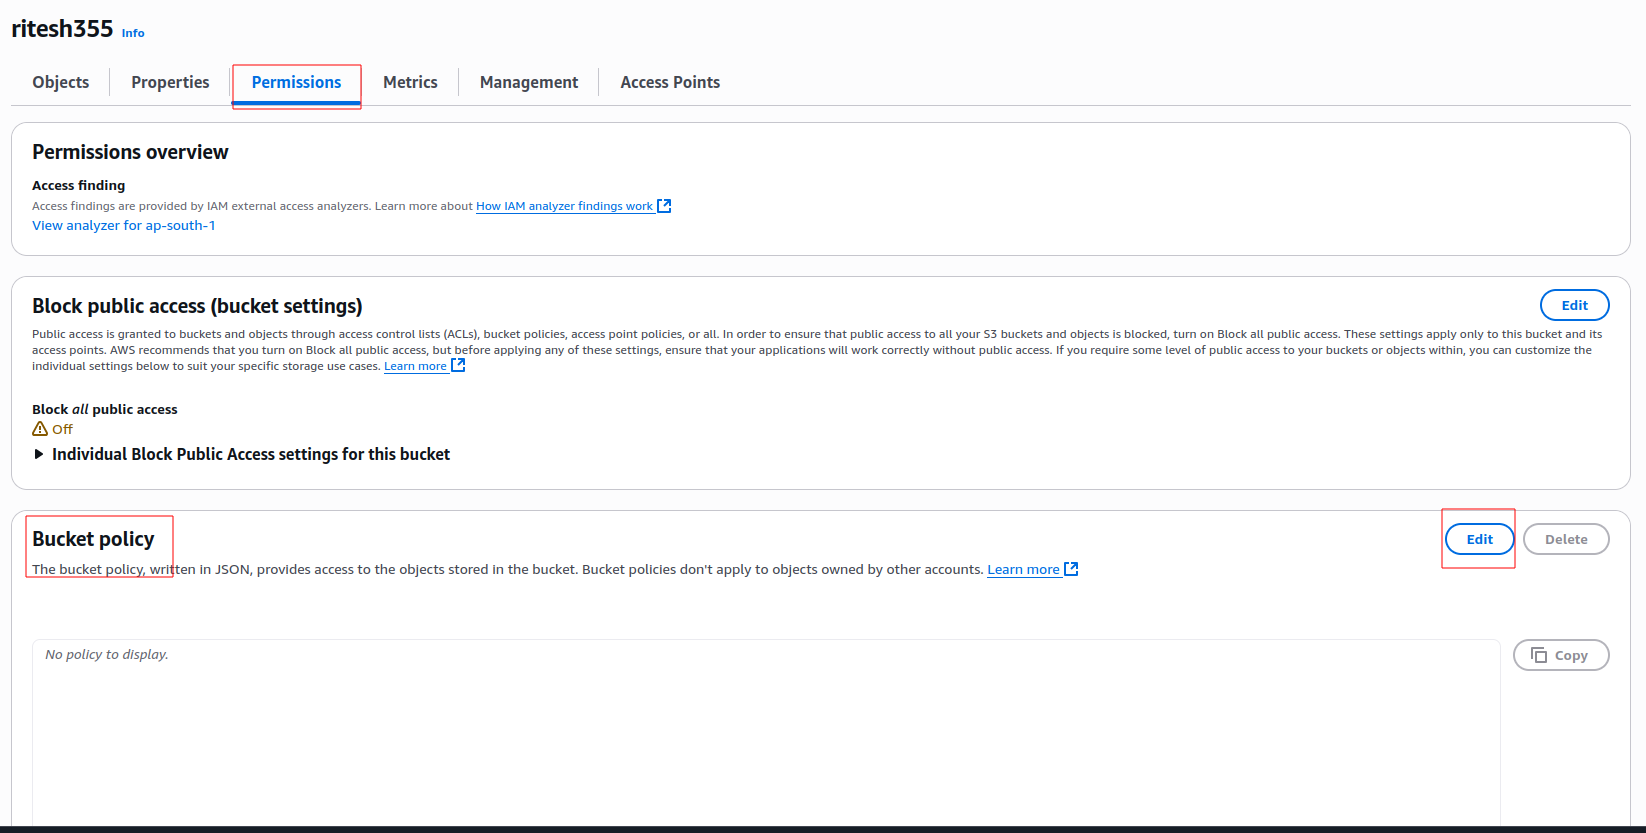 ritesh355 Info
Objects Properties Permissions Metrics Management Access Points
Permissions overview
Access finding
Access findings are provided by IAM external access analyzers. Learn more about How IAM analyzer findings work
View analyzer for ap-south-1
Block public access (bucket settings) Edit
Public access is granted to buckets and objects through access control lists (ACLs), bucket policies, access point policies, or all. In order to ensure that public access to all your S3 buckets and objects is blocked, turn on Block all public access. These settings apply only to this bucket and its
access points. AWS recommends that you turn on Block all public access, but before applying any of these settings, ensure that your applications will work correctly without public access. If you require some level of public access to your buckets or objects within, you can customize the
individual settings below to suit your specific storage use cases. Learn more
Block all public access
Off
Individual Block Public Access settings for this bucket
Bucket policy Edit Delete
The bucket policy, written in JSON, provides access to the objects stored in the bucket. Bucket policies don't apply to objects owned by other accounts. Learn more
No policy to display. Copy